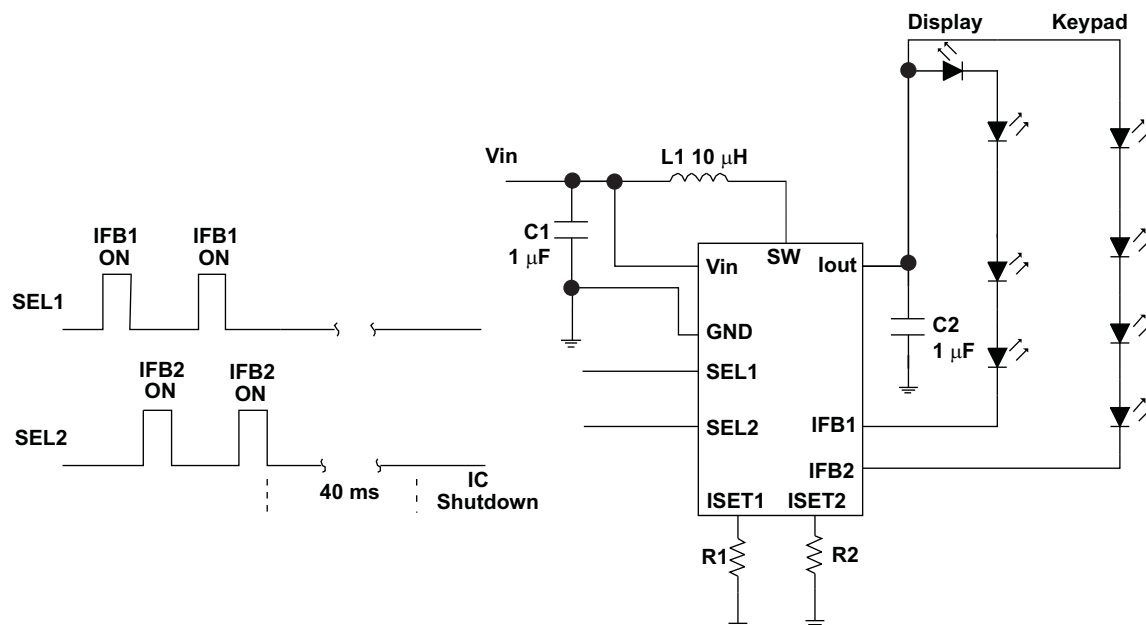 Display
Keypad
Vin
L1 10 μH
C1
1 μF
IFB1
ON
IFB1
ON
SEL1
IFB2
ON
IFB2
ON
SEL2
40 ms
IC
Shutdown
Vin
SW
Iout
GND
SEL1
SEL2
IFB1
IFB2
ISET1
ISET2
C2
1 μF
R1
R2